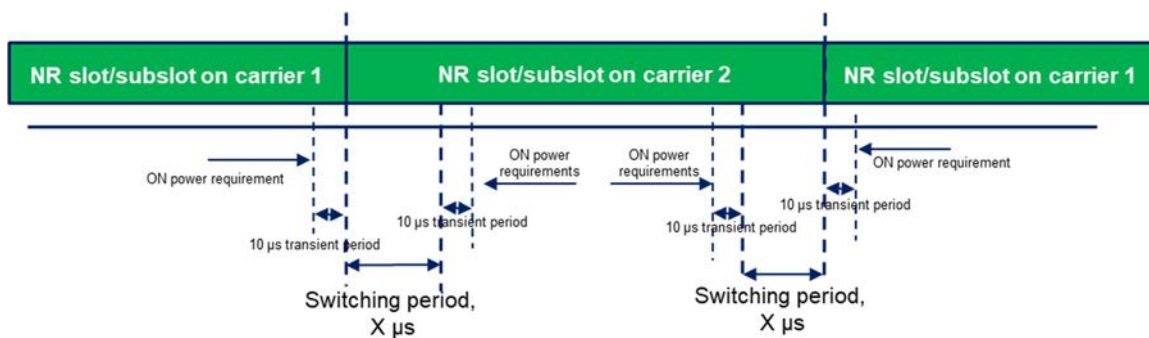 NR slot/subslot on carrier 1
NR slot/subslot on carrier 2
NR slot/subslot on carrier 1
ON power requirement
ON power
requirements
ON power
requirements
ON power requirement
10 µs transient period
10 µs transient period
10 µs transient period
10 µs transient period
Switching period,
X µs
Switching period,
X µs